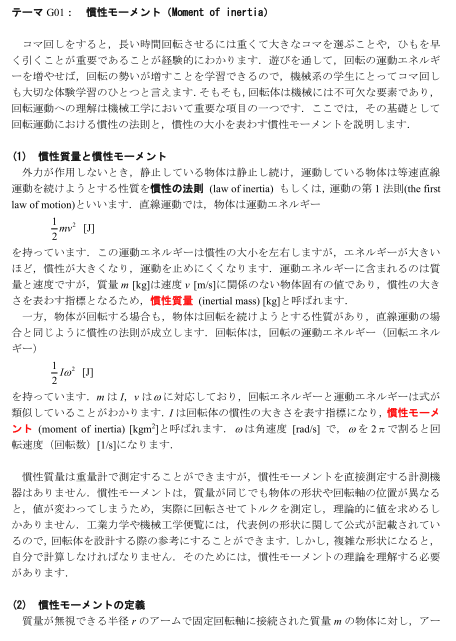 テーマ G01： 慣性モーメント（Moment of inertia）
コマ回しをすると，長い時間回転させるには重くて大きなコマを選ぶことや，ひもを早
く引くことが重要であることが経験的にわかります．遊びを通して，回転の運動エネルギ
ーを増やせば，回転の勢いが増すことを学習できるので，機械系の学生にとってコマ回し
も大切な体験学習のひとつと言えます．そもそも，回転体は機械には不可欠な要素であり，
回転運動への理解は機械工学において重要な項目の一つです．ここでは，その基礎として
回転運動における慣性の法則と，慣性の大小を表わす慣性モーメントを説明します．
(1) 慣性質量と慣性モーメント
外力が作用しないとき，静止している物体は静止し続け，運動している物体は等速直線
運動を続けようとする性質を慣性の法則 (law of inertia) もしくは，運動の第 1 法則(the first
law of motion)といいます．直線運動では，物体は運動エネルギー
1/2 mv² [J]
を持っています．この運動エネルギーは慣性の大小を左右しますが，エネルギーが大きい
ほど，慣性が大きくなり，運動を止めにくくなります．運動エネルギーに含まれるのは質
量と速度ですが，質量 m [kg]は速度 v [m/s]に関係のない物体固有の値であり，慣性の大き
さを表わす指標となるため，慣性質量 (inertial mass) [kg]と呼ばれます．
一方，物体が回転する場合も，物体は回転を続けようとする性質があり，直線運動の場
合と同じように慣性の法則が成立します．回転体は，回転の運動エネルギー（回転エネル
ギー）
1/2 Iω² [J]
を持っています．m は I，v は ω に対応しており，回転エネルギーと運動エネルギーは式が
類似していることがわかります．I は回転体の慣性の大きさを表す指標になり，慣性モーメ
ント (moment of inertia) [kgm²]と呼ばれます．ω は角速度 [rad/s] で，ω を 2π で割ると回
転速度（回転数）[1/s]になります．
慣性質量は重量計で測定することができますが，慣性モーメントを直接測定する計測機
器はありません．慣性モーメントは，質量が同じでも物体の形状や回転軸の位置が異なる
と，値が変わってしまうため，実際に回転させてトルクを測定し，理論的に値を求めるし
かありません．工業力学や機械工学便覧には，代表例の形状に関して公式が記載されてい
るので，回転体を設計する際の参考にすることができます．しかし，複雑な形状になると，
自分で計算しなければなりません．そのためには，慣性モーメントの理論を理解する必要
があります．
(2) 慣性モーメントの定義
質量が無視できる半径 r のアームで固定回転軸に接続された質量 m の物体に対し，アー